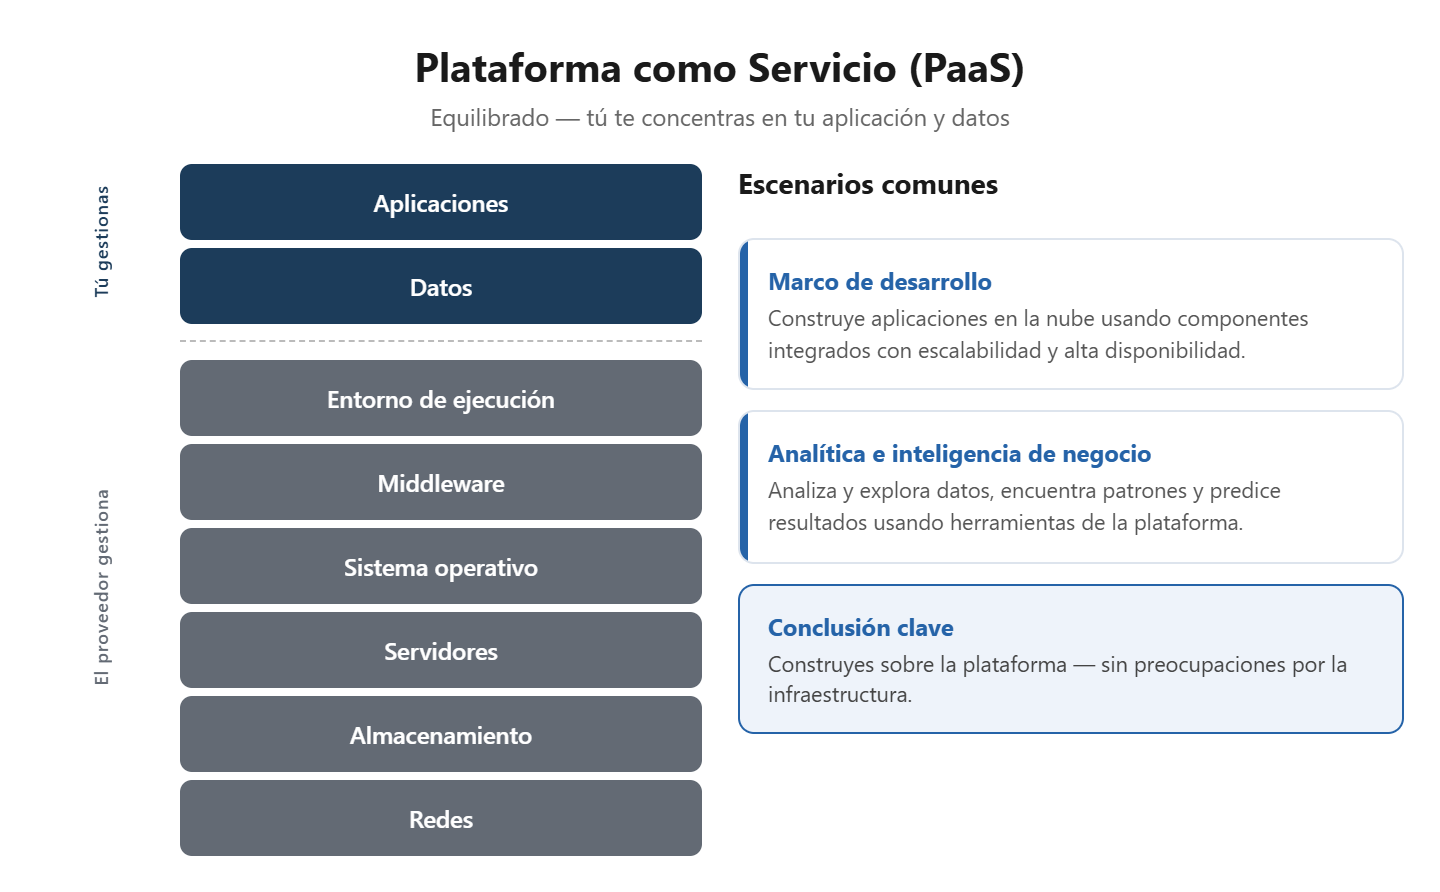 Plataforma como Servicio (PaaS)
Equilibrado — tú te concentras en tu aplicación y datos
Tú gestionas
Aplicaciones
Datos
El proveedor gestiona
Entorno de ejecución
Middleware
Sistema operativo
Servidores
Almacenamiento
Redes
Escenarios comunes
Marco de desarrollo
Construye aplicaciones en la nube usando componentes
integrados con escalabilidad y alta disponibilidad.
Analítica e inteligencia de negocio
Analiza y explora datos, encuentra patrones y predice
resultados usando herramientas de la plataforma.
Conclusión clave
Construyes sobre la plataforma — sin preocupaciones por la
infraestructura.